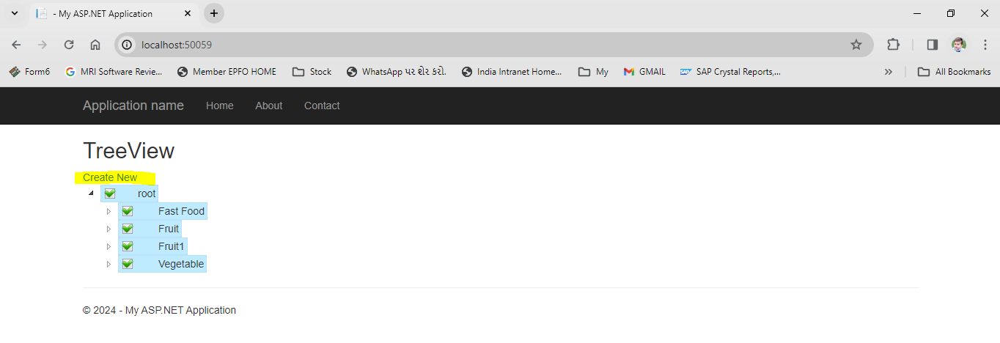 - My ASP.NET Application
localhost:50059
Form6 MRI Software Revie... Member EPFO HOME Stock WhatsApp પર શેર કરો. India Intranet Home... My GMAIL SAP Crystal Reports,... All Bookmarks
Application name Home About Contact
TreeView
Create New
root
Fast Food
Fruit
Fruit1
Vegetable
© 2024 - My ASP.NET Application